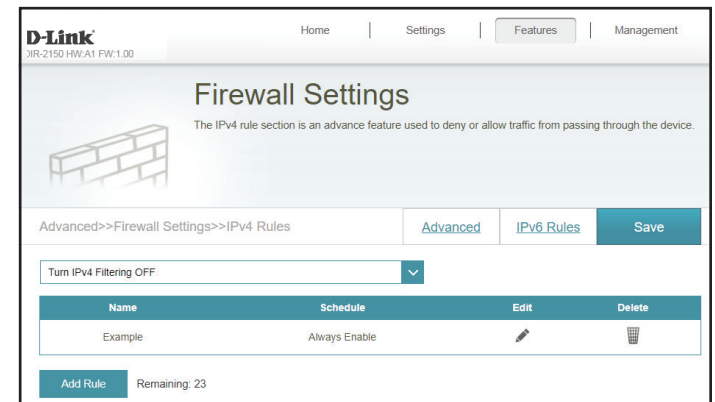 D-Link
DIR-2150 HW:A1 FW:1.00
Home | Settings | Features | Management
Firewall Settings
The IPv4 rule section is an advance feature used to deny or allow traffic from passing through the device.
Advanced>>Firewall Settings>>IPv4 Rules Advanced IPv6 Rules Save
Turn IPv4 Filtering OFF
Name Schedule Edit Delete
Example Always Enable
Add Rule Remaining: 23